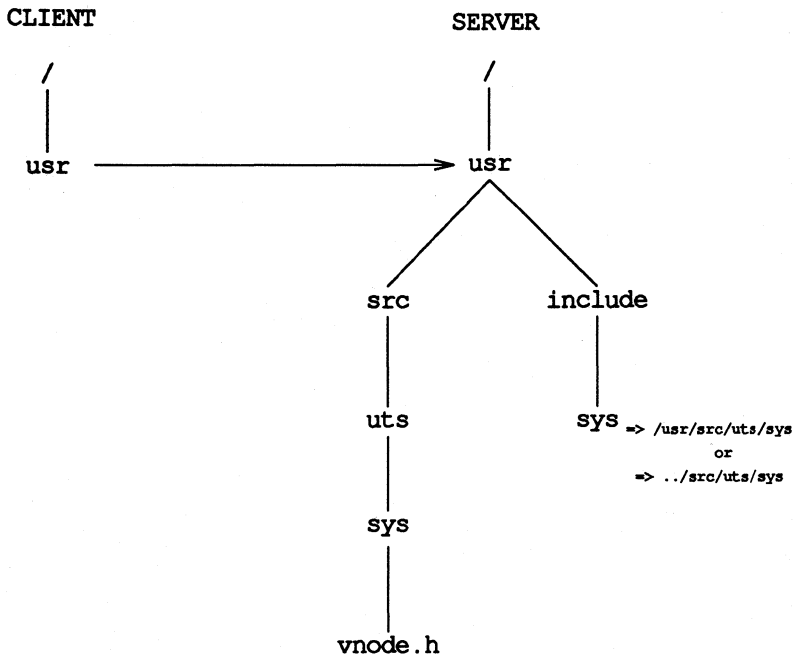 CLIENT
SERVER
/
/
usr
usr
src
include
uts
sys => /usr/src/uts/sys
or
=> ../src/uts/sys
sys
vnode.h